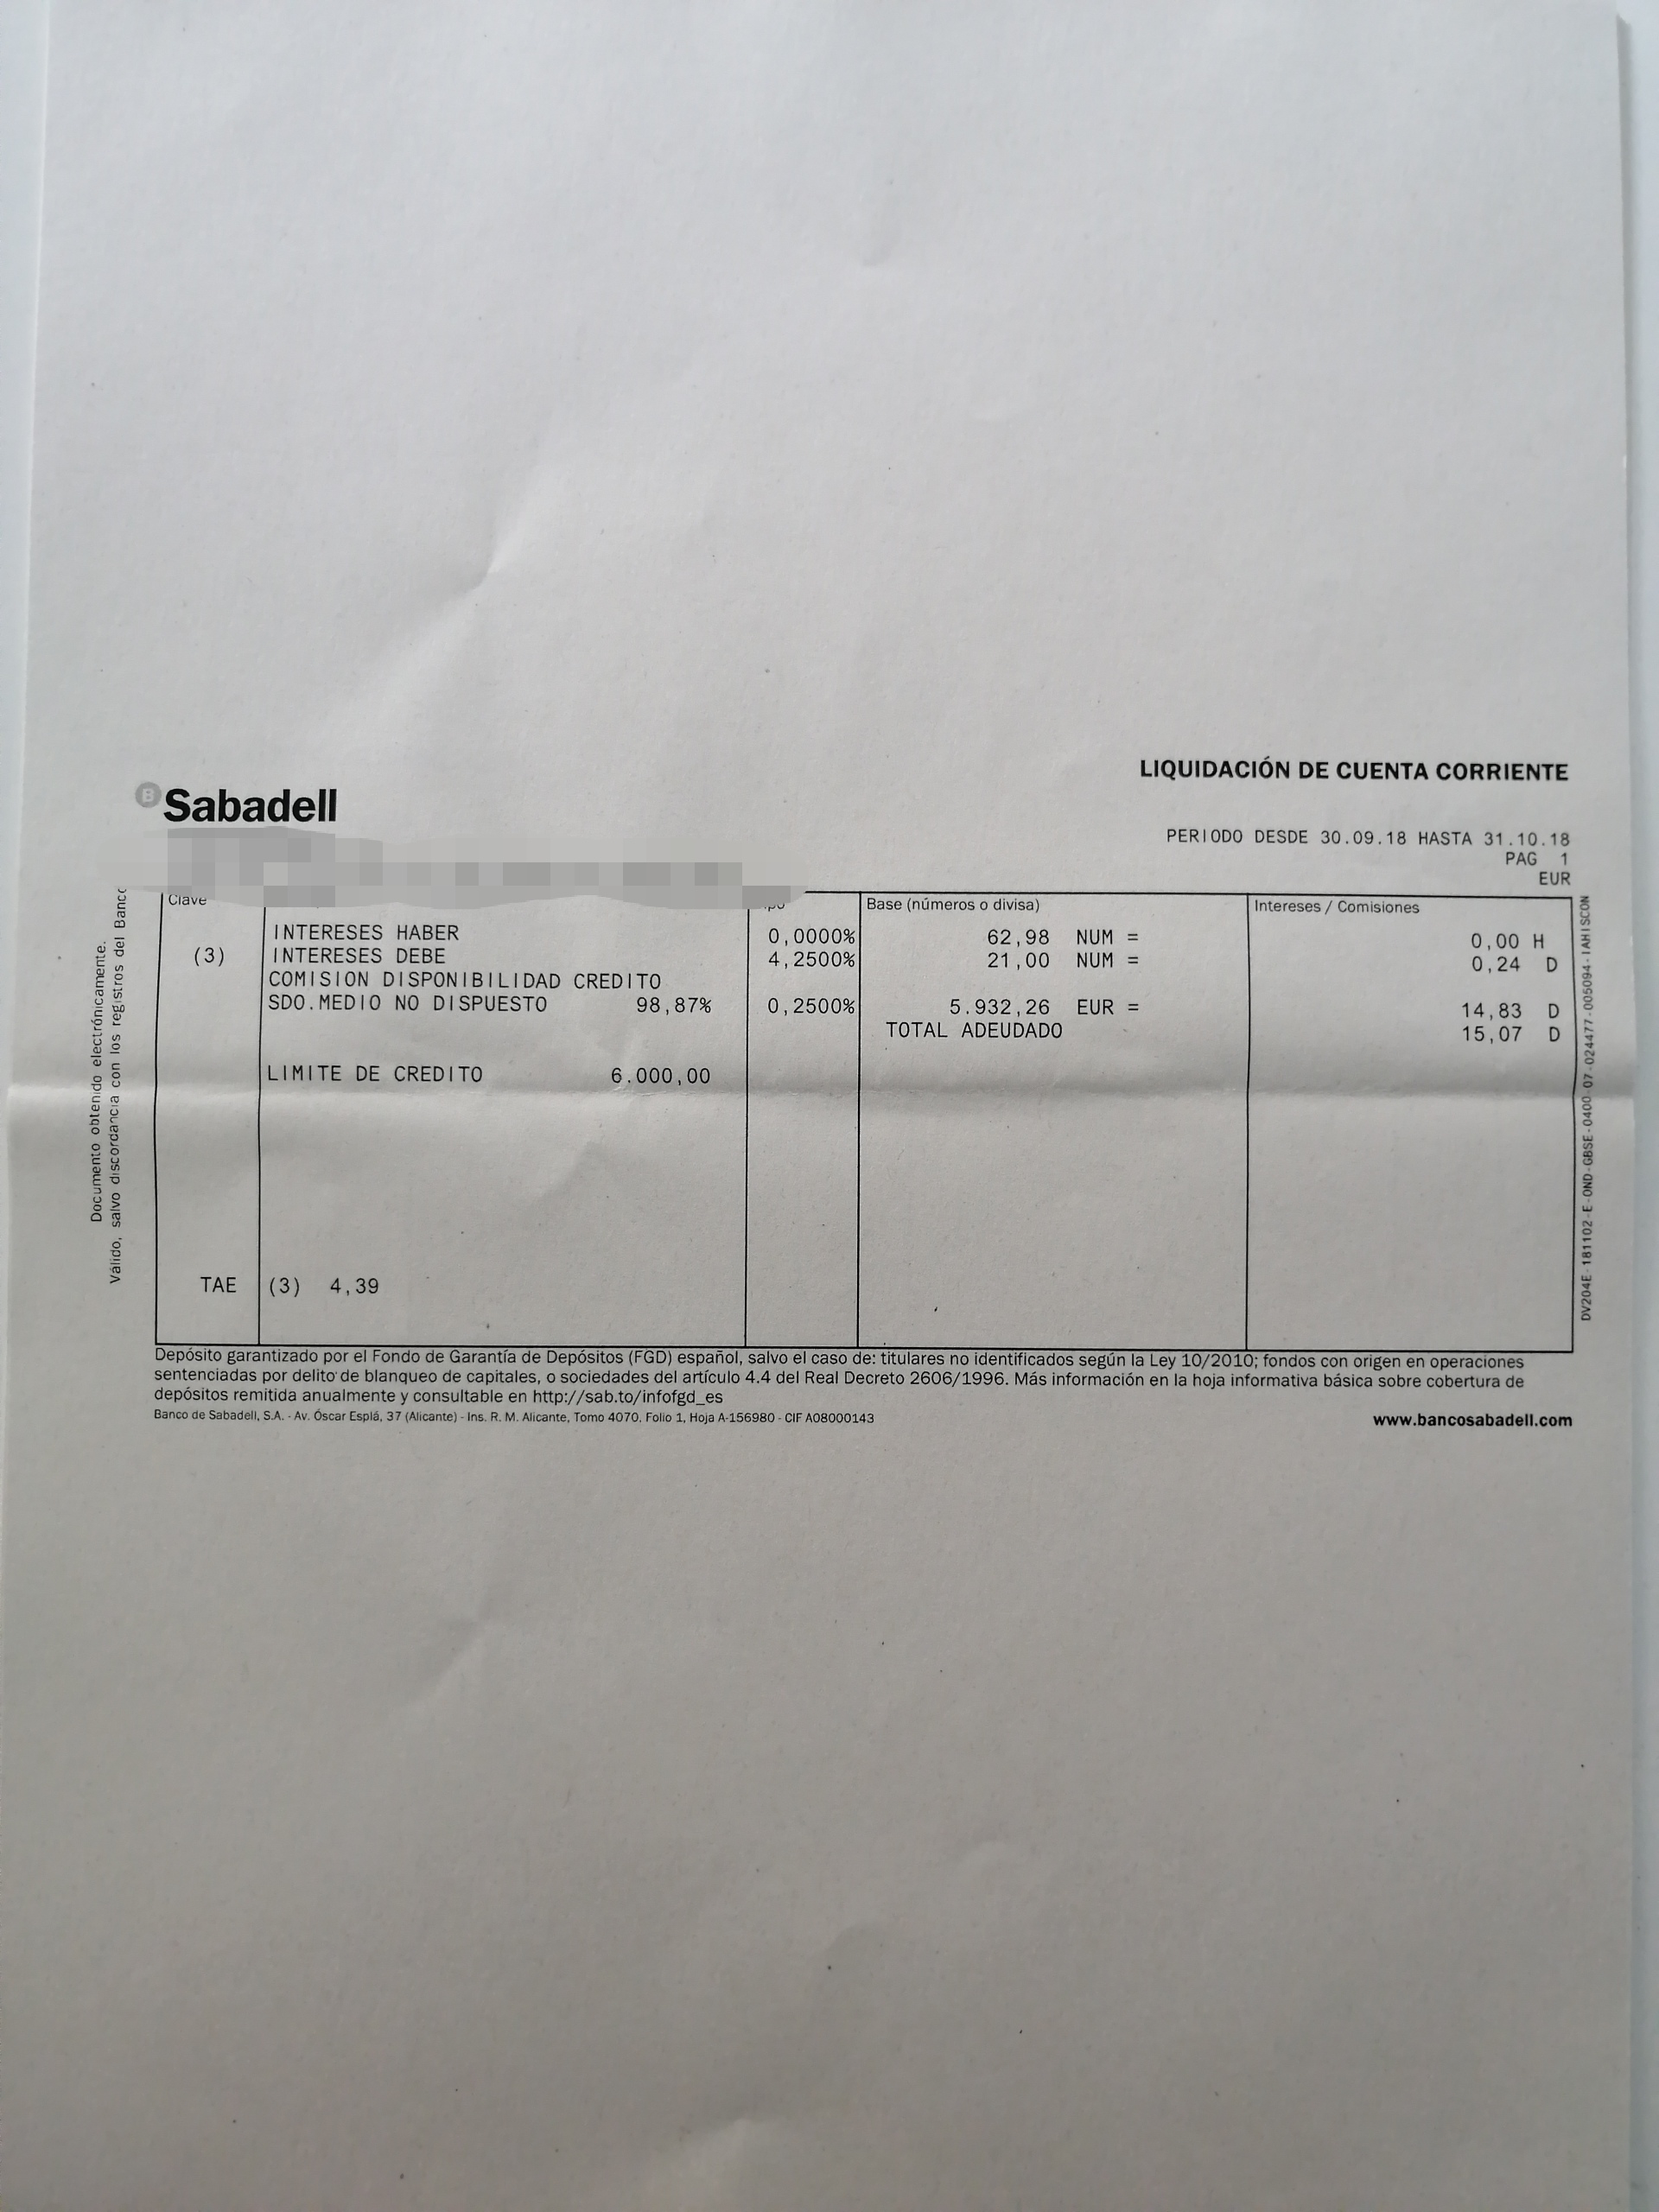 LIQUIDACIÓN DE CUENTA CORRIENTE
Sabadell
PERIODO DESDE 30.09.18 HASTA 31.10.18
PAG 1
EUR
Clave Base (números o divisa) Intereses / Comisiones
INTERESES HABER 0,0000% 62,98 NUM = 0,00 H
(3) INTERESES DEBE 4,2500% 21,00 NUM = 0,24 D
COMISION DISPONIBILIDAD CREDITO
SDO.MEDIO NO DISPUESTO 98,87% 0,2500% 5.932,26 EUR = 14,83 D
TOTAL ADEUDADO 15,07 D
LIMITE DE CREDITO 6.000,00
TAE (3) 4,39
Documento obtenido electrónicamente.
Válido, salvo discordancia con los registros del Banco
DV204E-181102-E-0ND-GBSE-0400-07-024477-005094-IAHISCON
Depósito garantizado por el Fondo de Garantía de Depósitos (FGD) español, salvo el caso de: titulares no identificados según la Ley 10/2010; fondos con origen en operaciones
sentenciadas por delito de blanqueo de capitales, o sociedades del artículo 4.4 del Real Decreto 2606/1996. Más información en la hoja informativa básica sobre cobertura de
depósitos remitida anualmente y consultable en http://sab.to/infofgd_es
Banco de Sabadell, S.A. - Av. Óscar Esplá, 37 (Alicante) - Ins. R. M. Alicante, Tomo 4070, Folio 1, Hoja A-156980 - CIF A08000143
www.bancosabadell.com